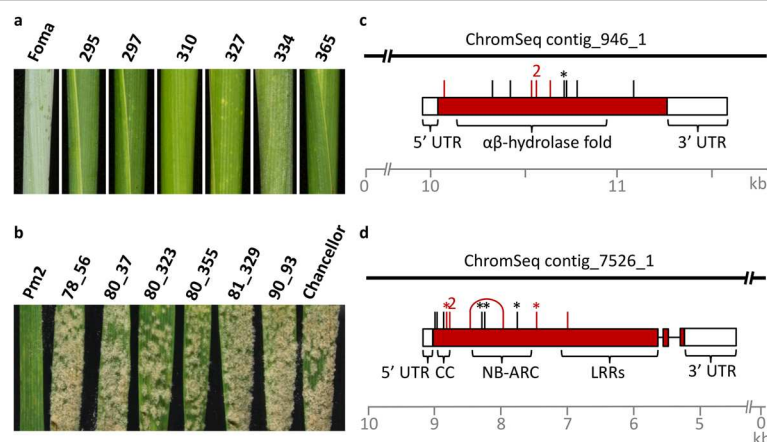 a
Foma
295
297
310
327
334
365
b
Pm2
78_56
80_37
80_323
80_355
81_329
90_93
Chancellor
c
ChromSeq contig_946_1
2 *
5’ UTR αβ-hydrolase fold 3’ UTR
0 10 11 kb
d
ChromSeq contig_7526_1
*2 ** * *
5’ UTR CC NB-ARC LRRs 3’ UTR
10 9 8 7 6 5 0
kb